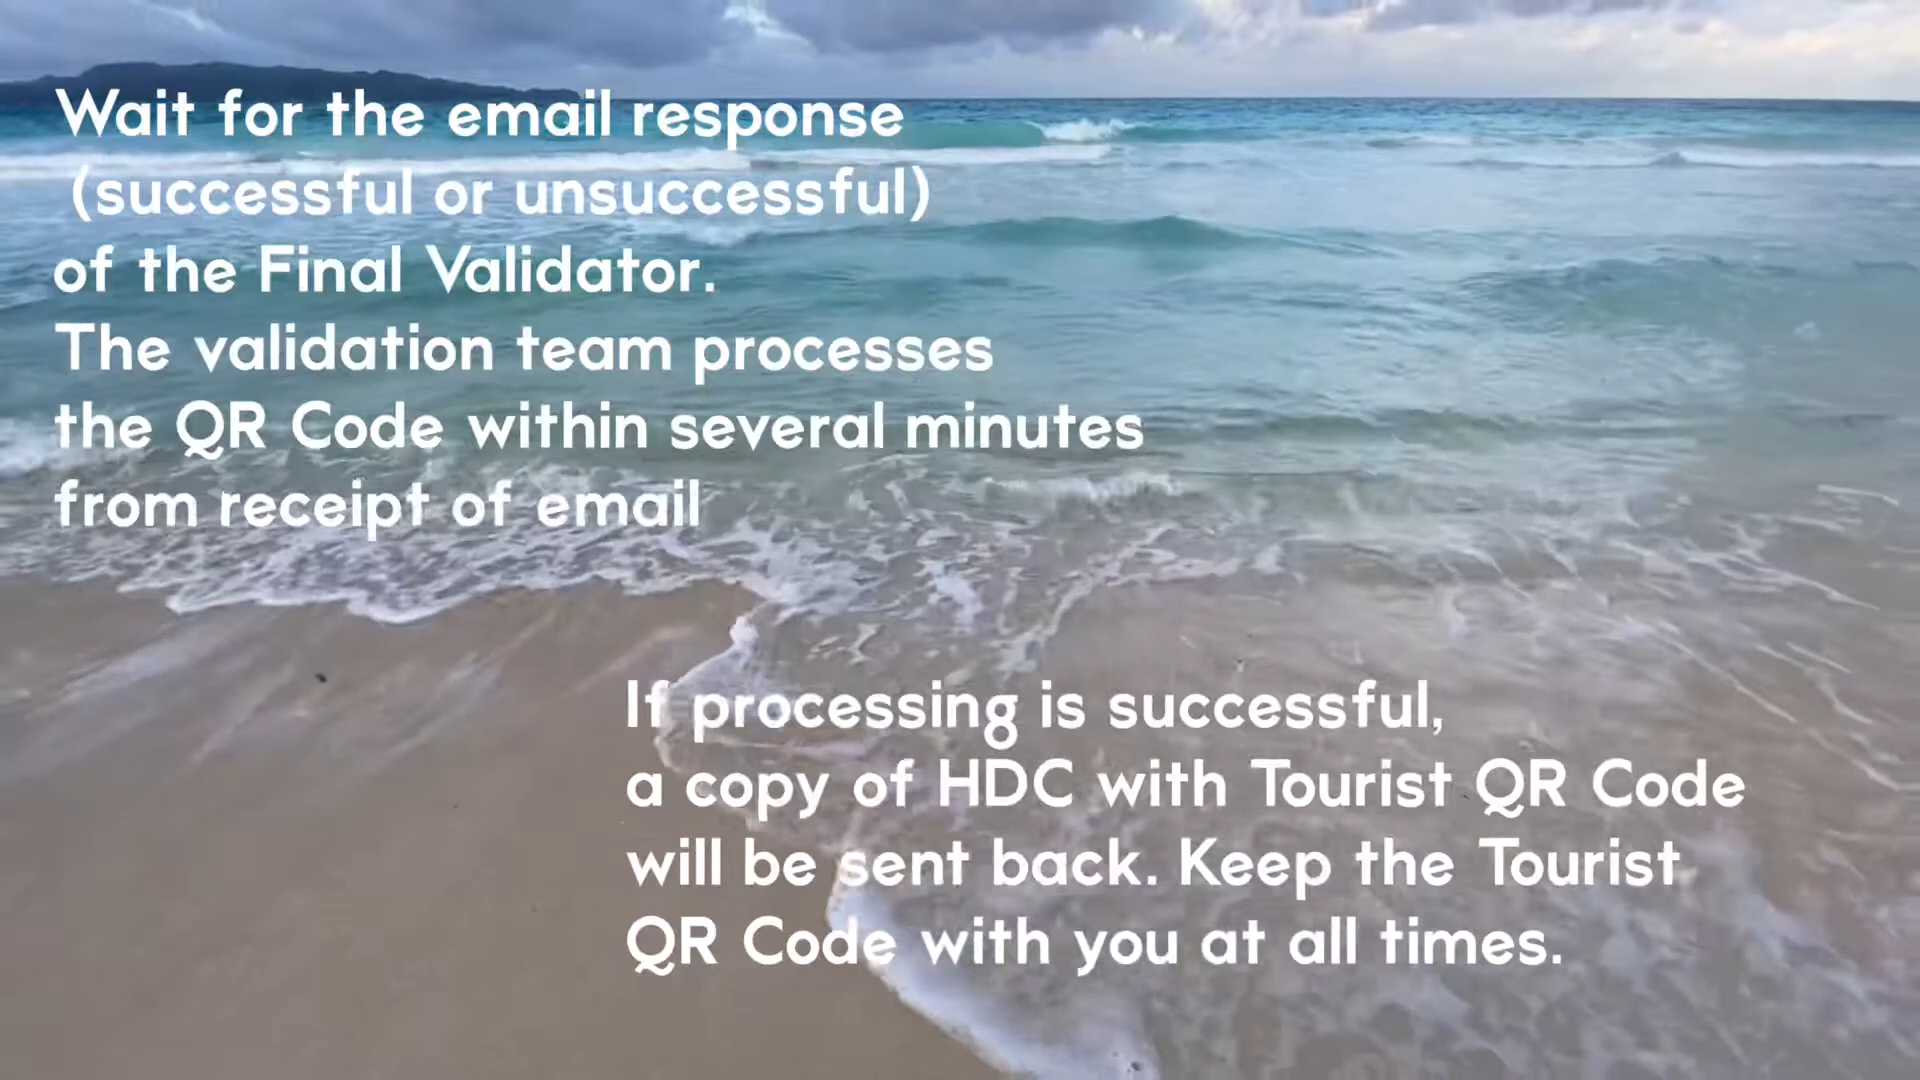 Wait for the email response
(successful or unsuccessful)
of the Final Validator.
The validation team processes
the QR Code within several minutes
from receipt of email
If processing is successful,
a copy of HDC with Tourist QR Code
will be sent back. Keep the Tourist
QR Code with you at all times.